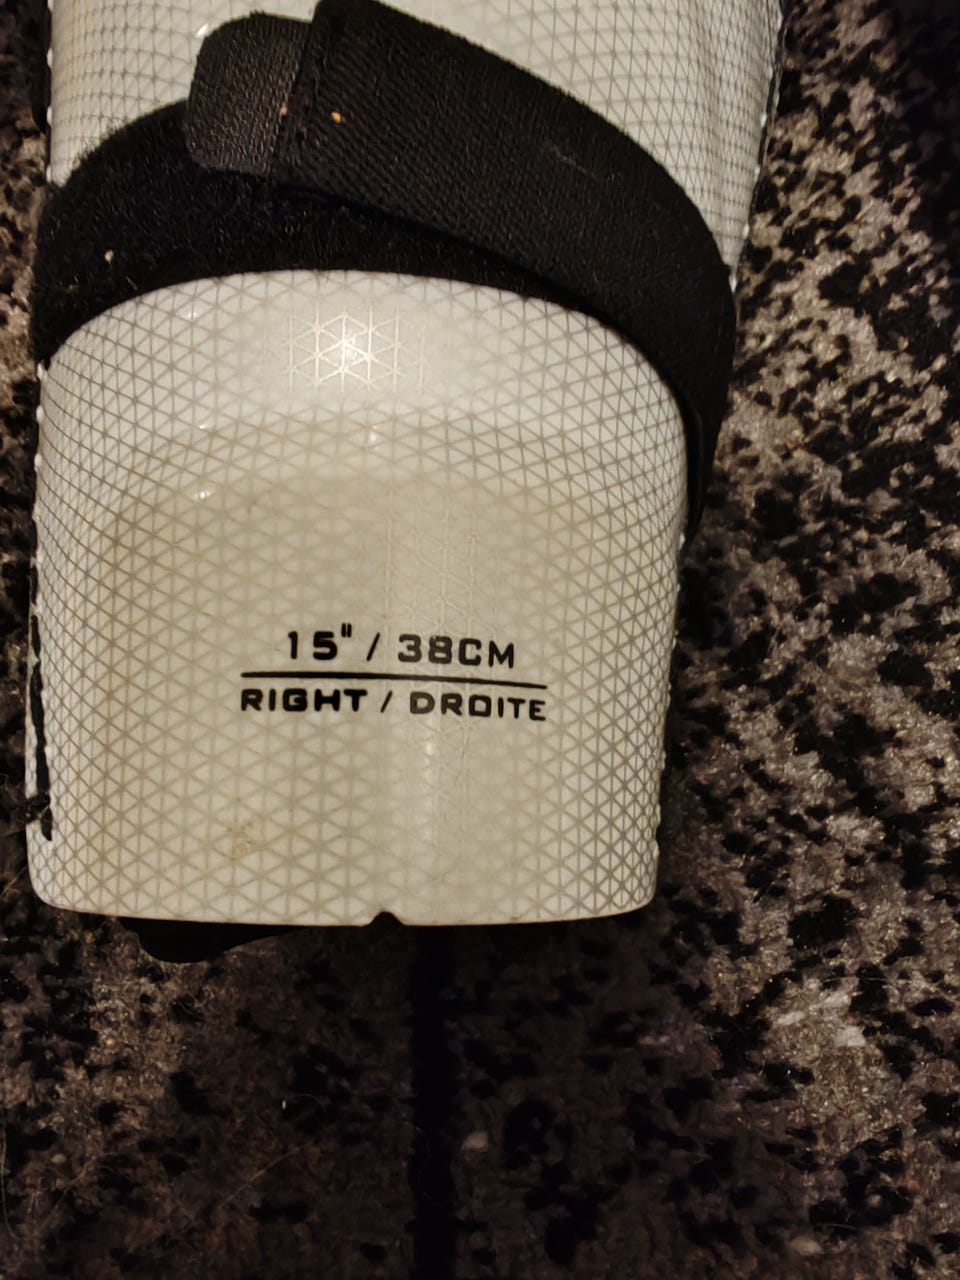 15" / 38CM
RIGHT / DROITE